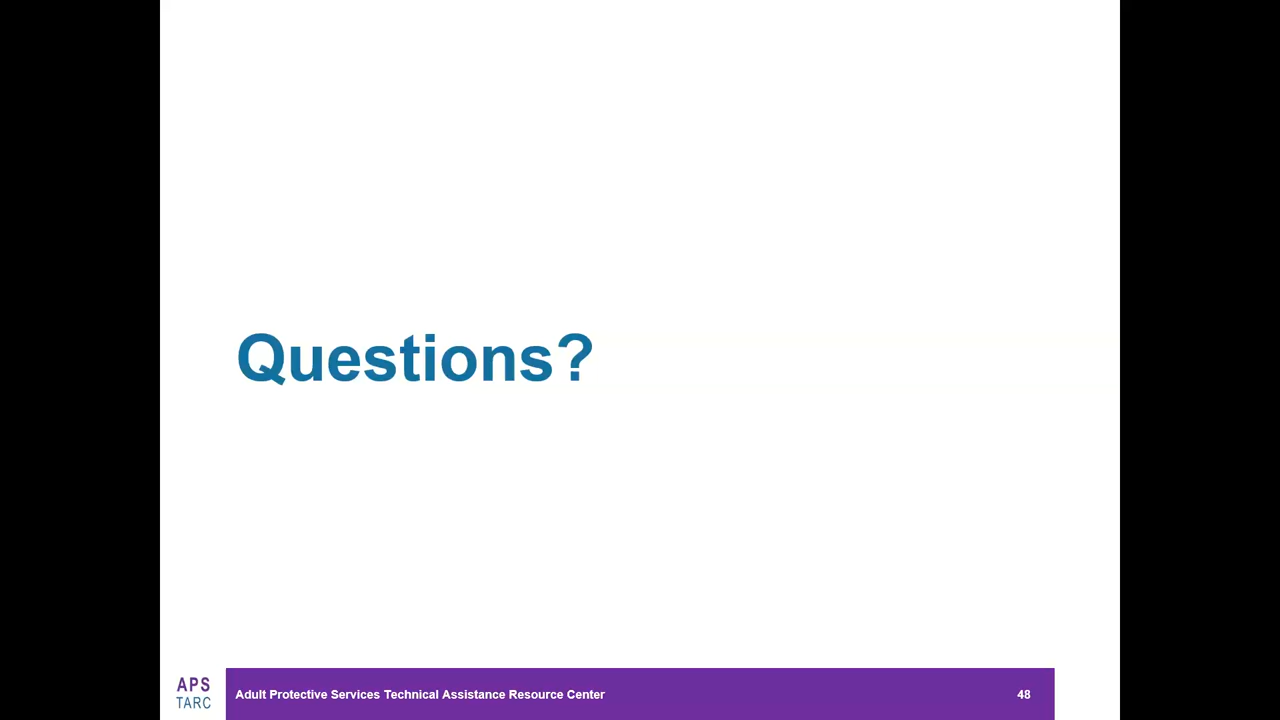 Questions?
APS
TARC
Adult Protective Services Technical Assistance Resource Center
48